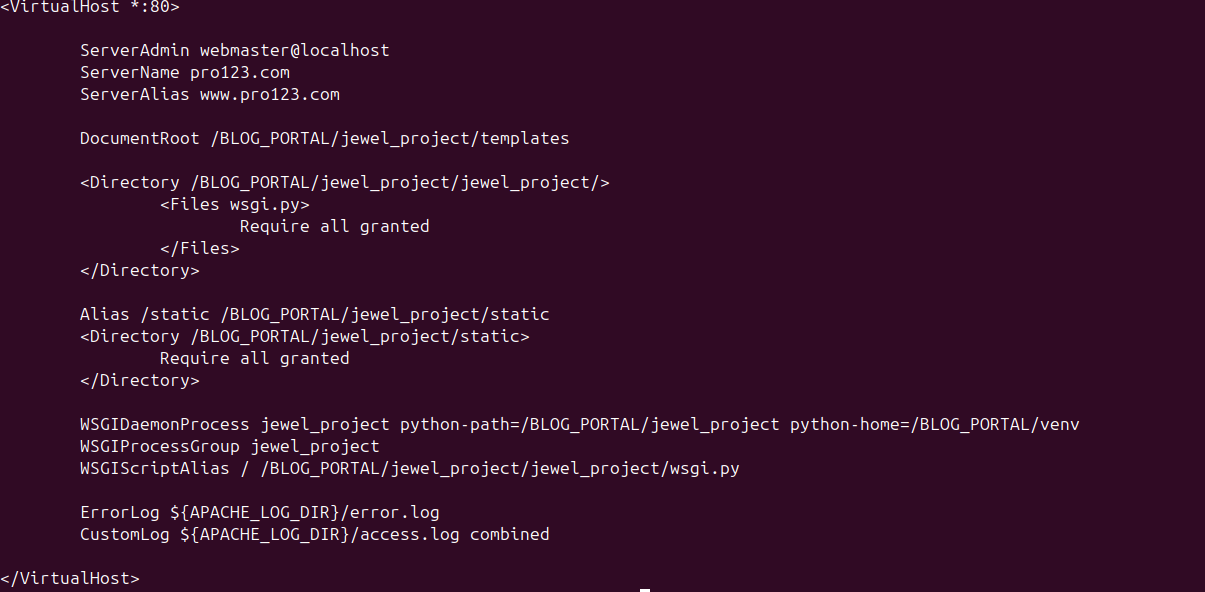 <VirtualHost *:80>
ServerAdmin webmaster@localhost
ServerName pro123.com
ServerAlias www.pro123.com
DocumentRoot /BLOG_PORTAL/jewel_project/templates
<Directory /BLOG_PORTAL/jewel_project/jewel_project/>
<Files wsgi.py>
Require all granted
</Files>
</Directory>
Alias /static /BLOG_PORTAL/jewel_project/static
<Directory /BLOG_PORTAL/jewel_project/static>
Require all granted
</Directory>
WSGIDaemonProcess jewel_project python-path=/BLOG_PORTAL/jewel_project python-home=/BLOG_PORTAL/venv
WSGIProcessGroup jewel_project
WSGIScriptAlias / /BLOG_PORTAL/jewel_project/jewel_project/wsgi.py
ErrorLog ${APACHE_LOG_DIR}/error.log
CustomLog ${APACHE_LOG_DIR}/access.log combined
</VirtualHost>